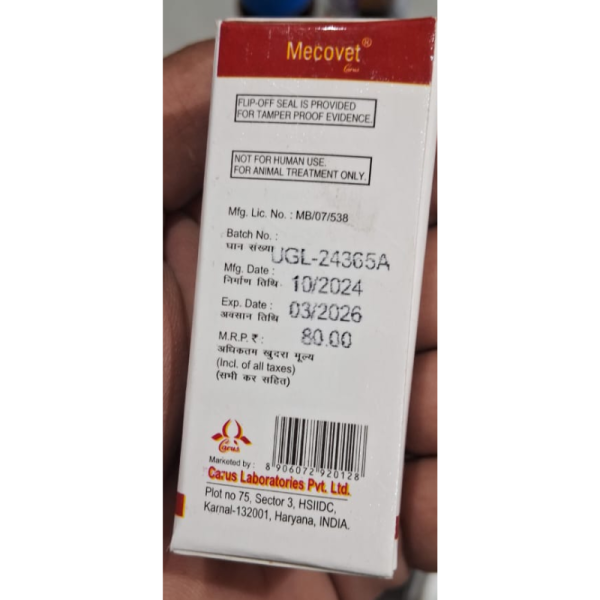 Mecovet®
Carus
FLIP-OFF SEAL IS PROVIDED
FOR TAMPER PROOF EVIDENCE.
NOT FOR HUMAN USE.
FOR ANIMAL TREATMENT ONLY.
Mfg. Lic. No. : MB/07/538
Batch No. :
घान संख्या UGL-24365A
Mfg. Date :
निर्माण तिथि 10/2024
Exp. Date : 03/2026
अवसान तिथि
M.R.P. ₹ : 80.00
अधिकतम खुदरा मूल्य
(Incl. of all taxes)
(सभी कर सहित)
Carus
8 906072 920128
Marketed by :
Carus Laboratories Pvt. Ltd.
Plot no 75, Sector 3, HSIIDC,
Karnal-132001, Haryana, INDIA.